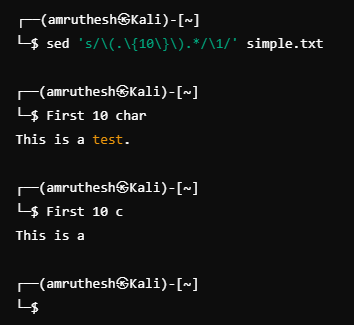 ┌──(amruthesh㉿Kali)-[~]
└─$ sed 's/\(.\{10\}\).*/\1/' simple.txt
┌──(amruthesh㉿Kali)-[~]
└─$ First 10 char
This is a test.
┌──(amruthesh㉿Kali)-[~]
└─$ First 10 c
This is a
┌──(amruthesh㉿Kali)-[~]
└─$